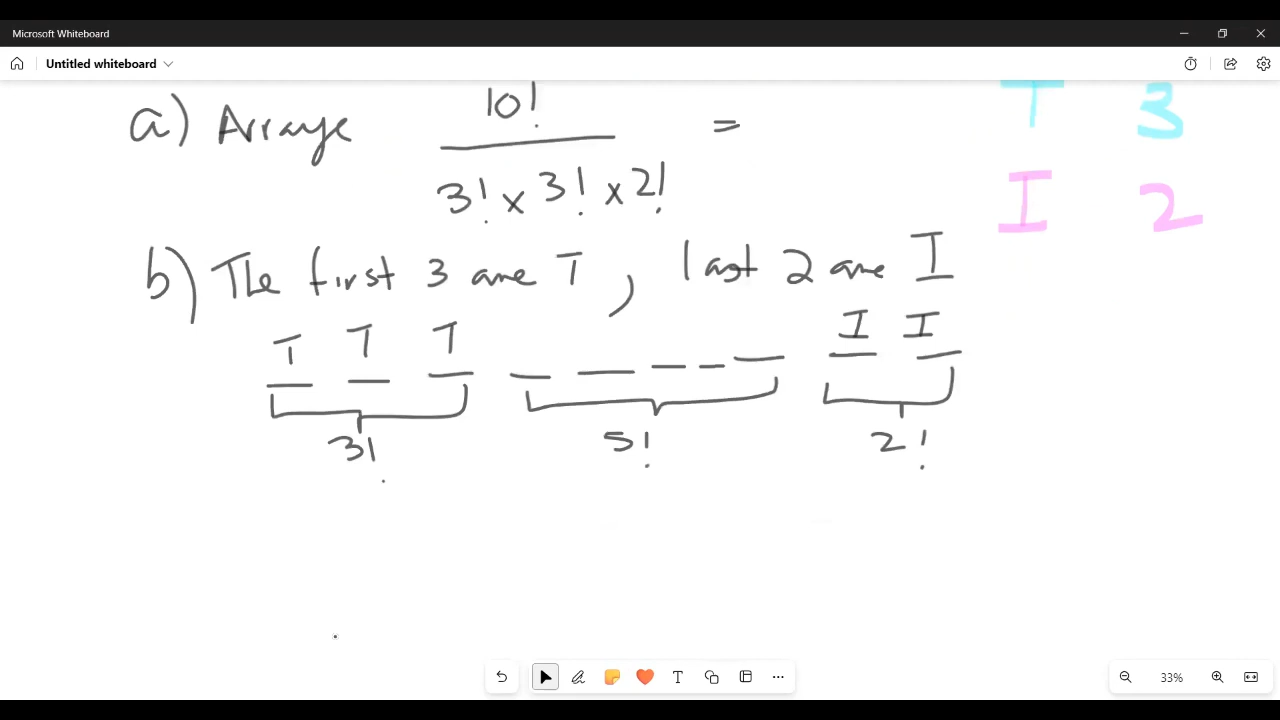 Microsoft Whiteboard
Untitled whiteboard
T 3
a) Arrange 10! / 3! x 3! x 2! =
I 2
b) The first 3 are T, last 2 are I
T T T _ _ _ _ _ I I
3! 5! 2!
T
33%